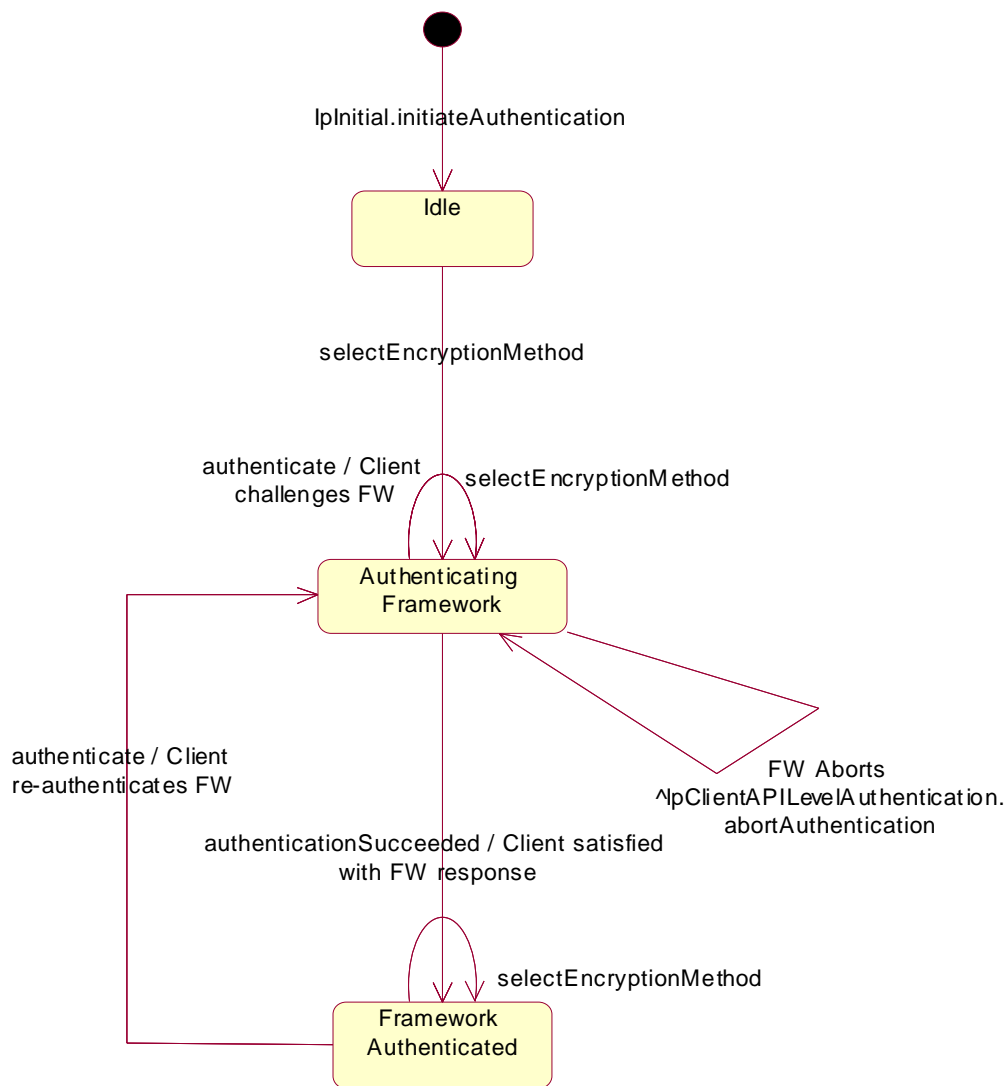 IpInitial.initiateAuthentication
Idle
selectEncryptionMethod
authenticate / Client
challenges FW
selectEncryptionMethod
Authenticating
Framework
authenticate / Client
re-authenticates FW
FW Aborts
^IpClientAPILevelAuthentication.
abortAuthentication
authenticationSucceeded / Client satisfied
with FW response
selectEncryptionMethod
Framework
Authenticated